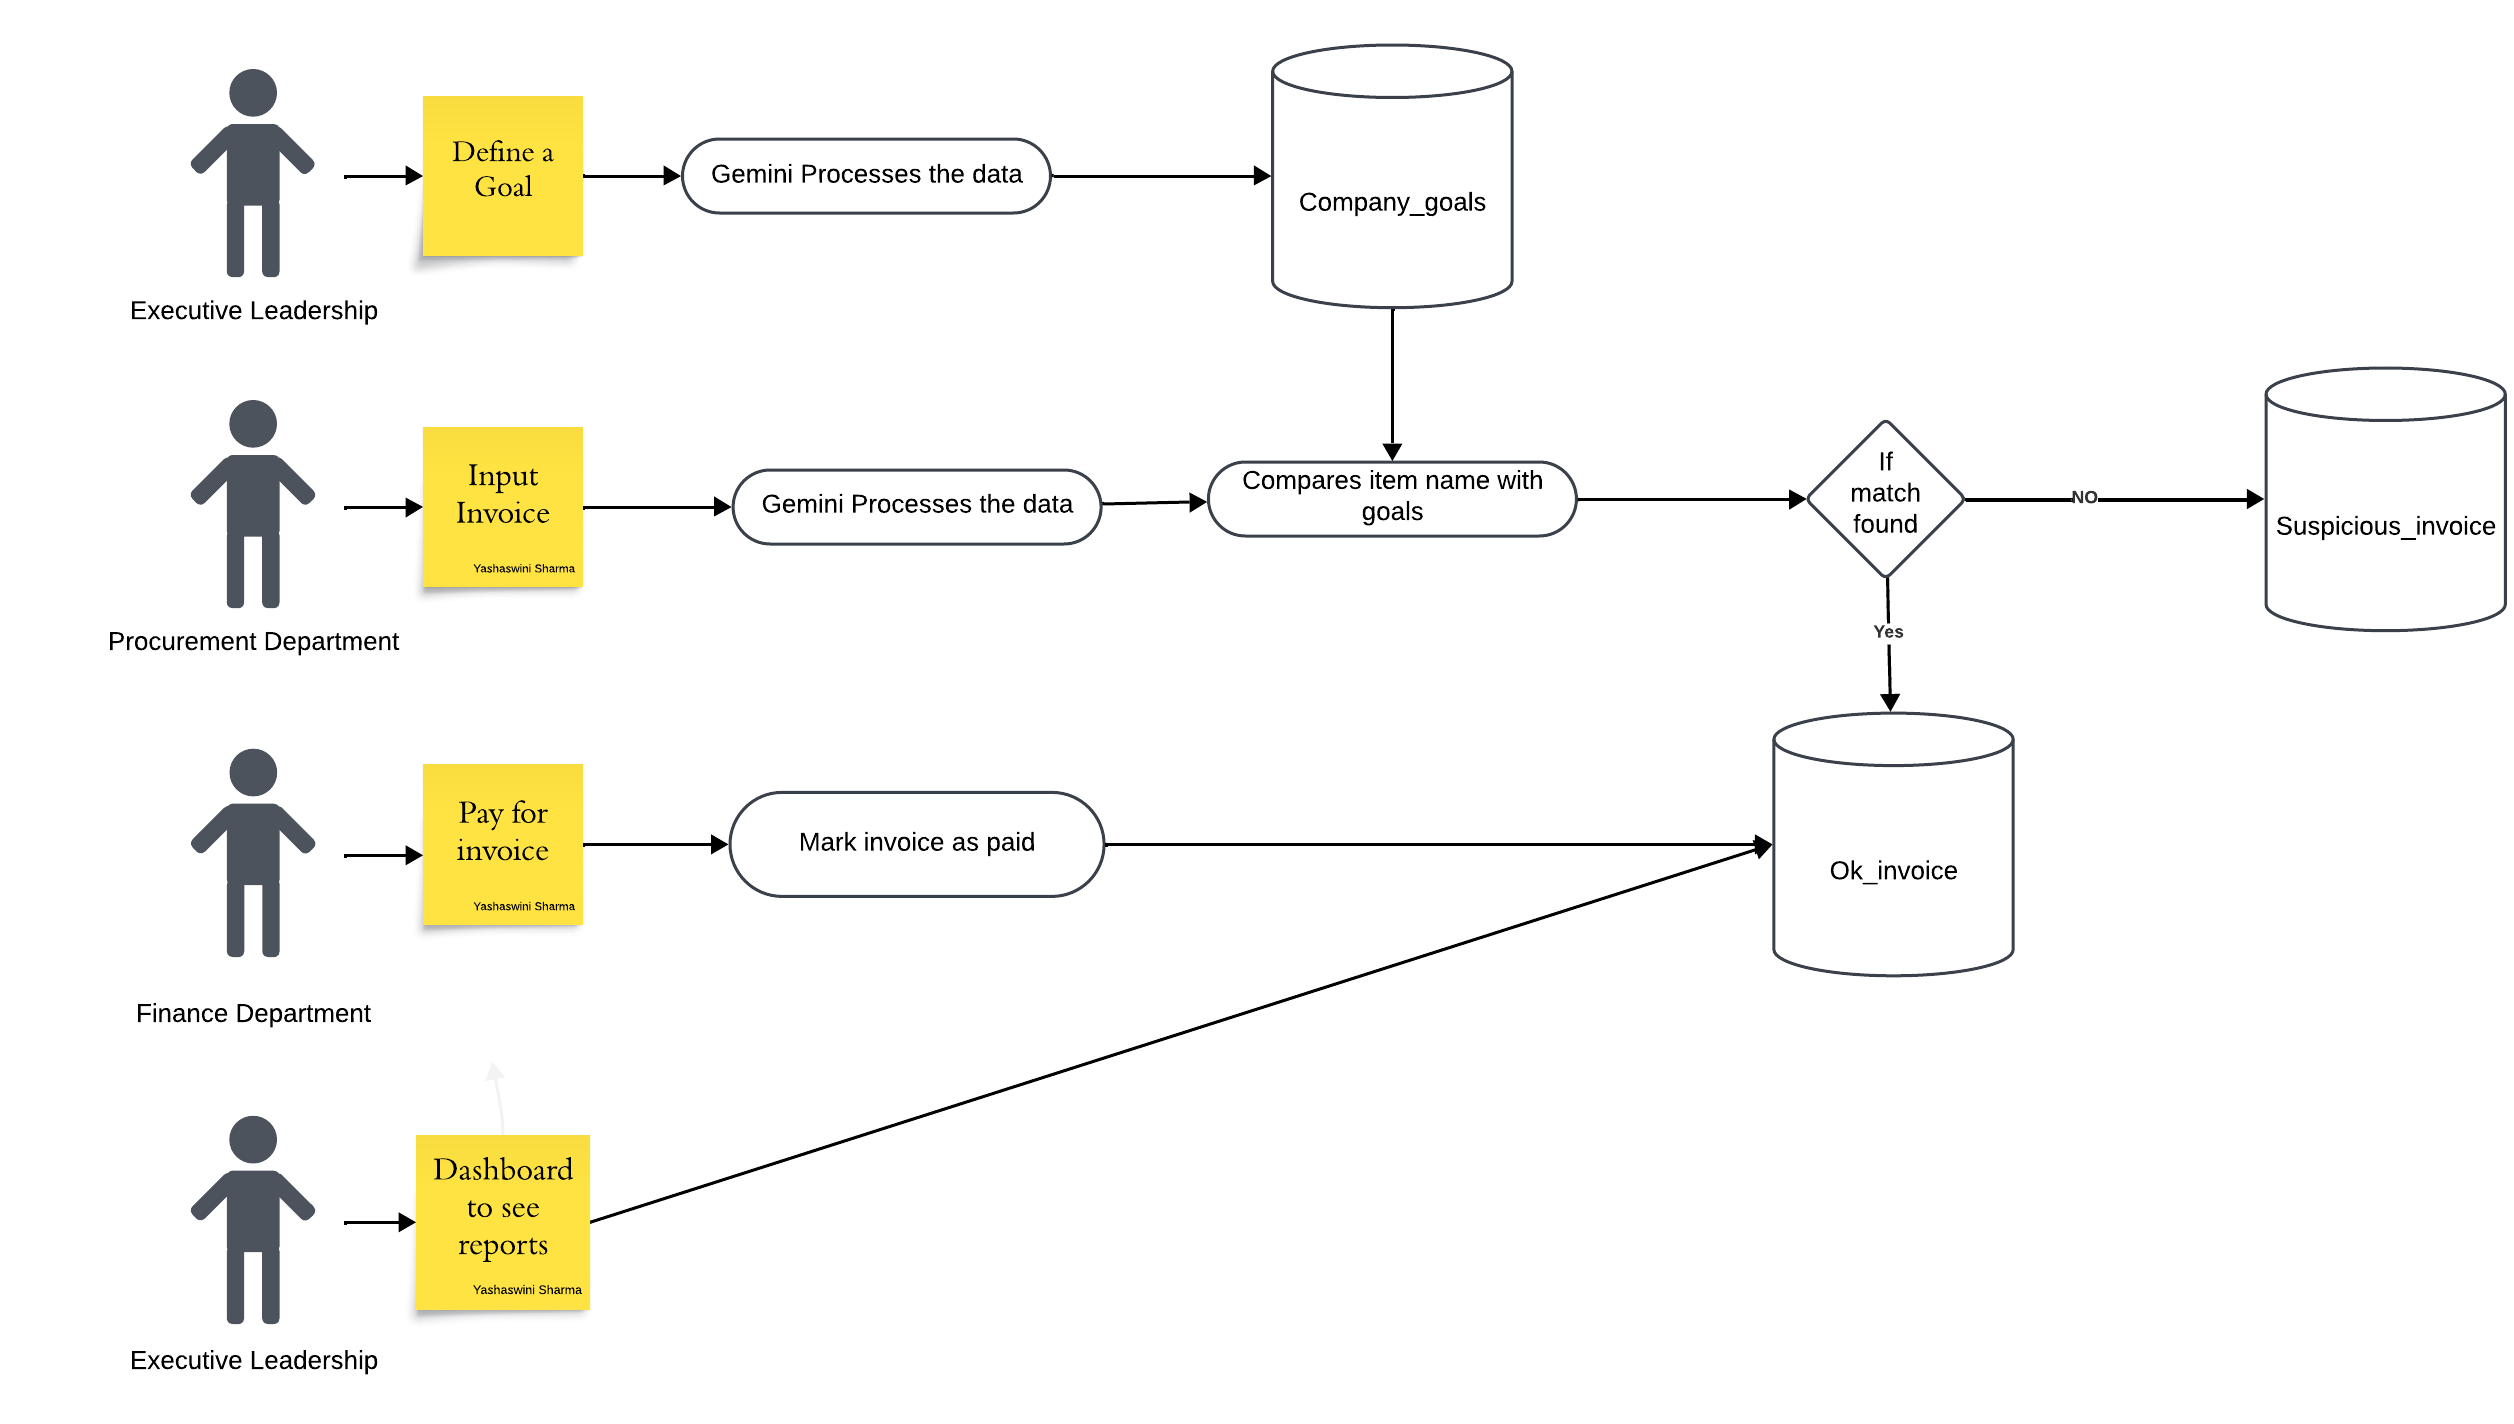 Define a
Goal
Gemini Processes the data
Company_goals
Executive Leadership
Input
Invoice
Yashaswini Sharma
Gemini Processes the data
Compares item name with
goals
If
match
found
NO
Suspicious_invoice
Procurement Department
Yes
Pay for
invoice
Yashaswini Sharma
Mark invoice as paid
Ok_invoice
Finance Department
Dashboard
to see
reports
Yashaswini Sharma
Executive Leadership